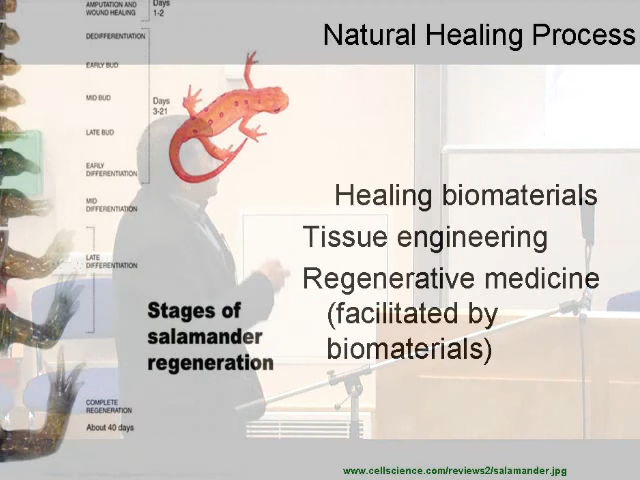 Natural Healing Process
AMPUTATION AND
WOUND HEALING
Days
1-2
DEDIFFERENTIATION
EARLY BUD
MID BUD
Days
3-21
LATE BUD
EARLY
DIFFERENTIATION
MID
DIFFERENTIATION
LATE
DIFFERENTIATION
COMPLETE
REGENERATION
About 40 days
Stages of
salamander
regeneration
Healing biomaterials
Tissue engineering
Regenerative medicine
(facilitated by
biomaterials)
www.cellscience.com/reviews2/salamander.jpg